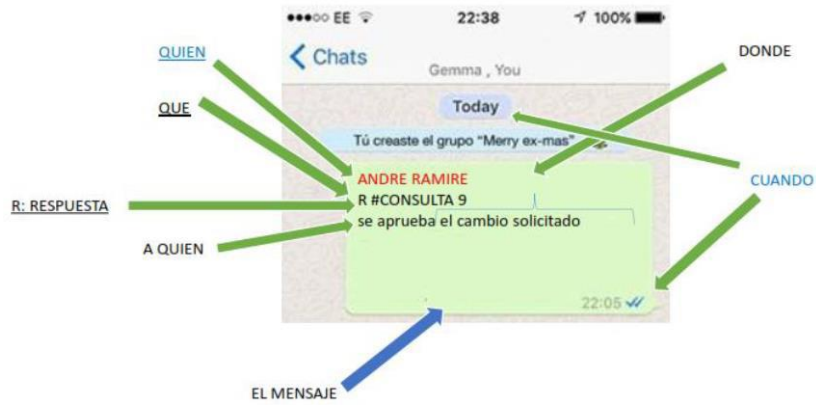 ●●●○○ EE 22:38 100%
QUIEN
Chats
DONDE
Gemma , You
QUE
Today
Tú creaste el grupo “Merry ex-mas”
ANDRE RAMIRE
CUANDO
R #CONSULTA 9
R: RESPUESTA
se aprueba el cambio solicitado
A QUIEN
22:05
EL MENSAJE